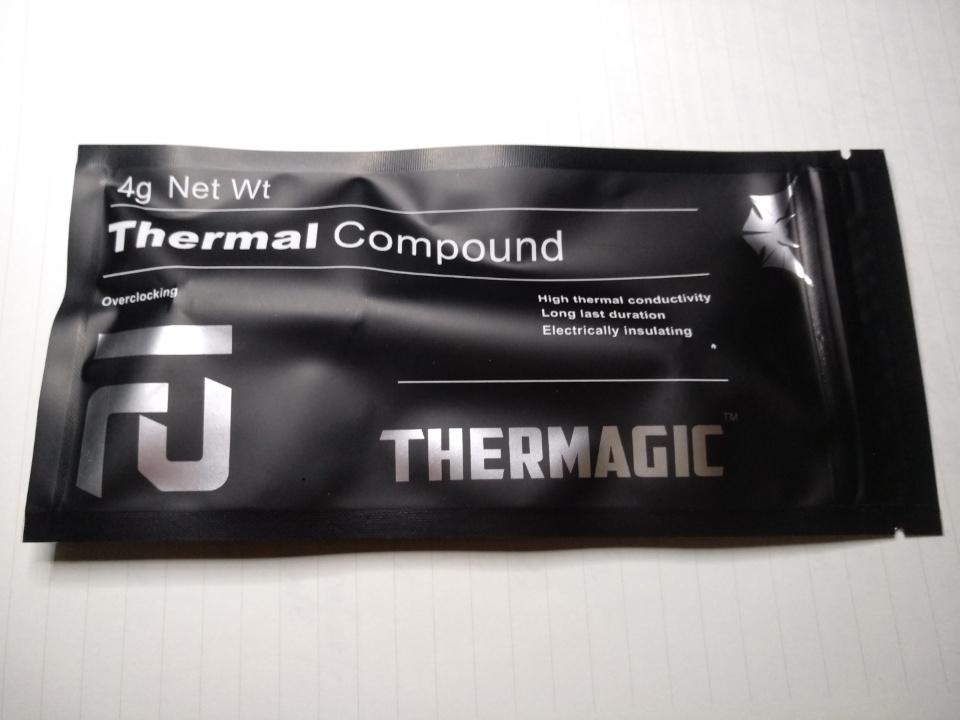 4g Net Wt
Thermal Compound
Overclocking
High thermal conductivity
Long last duration
Electrically insulating
THERMAGIC™